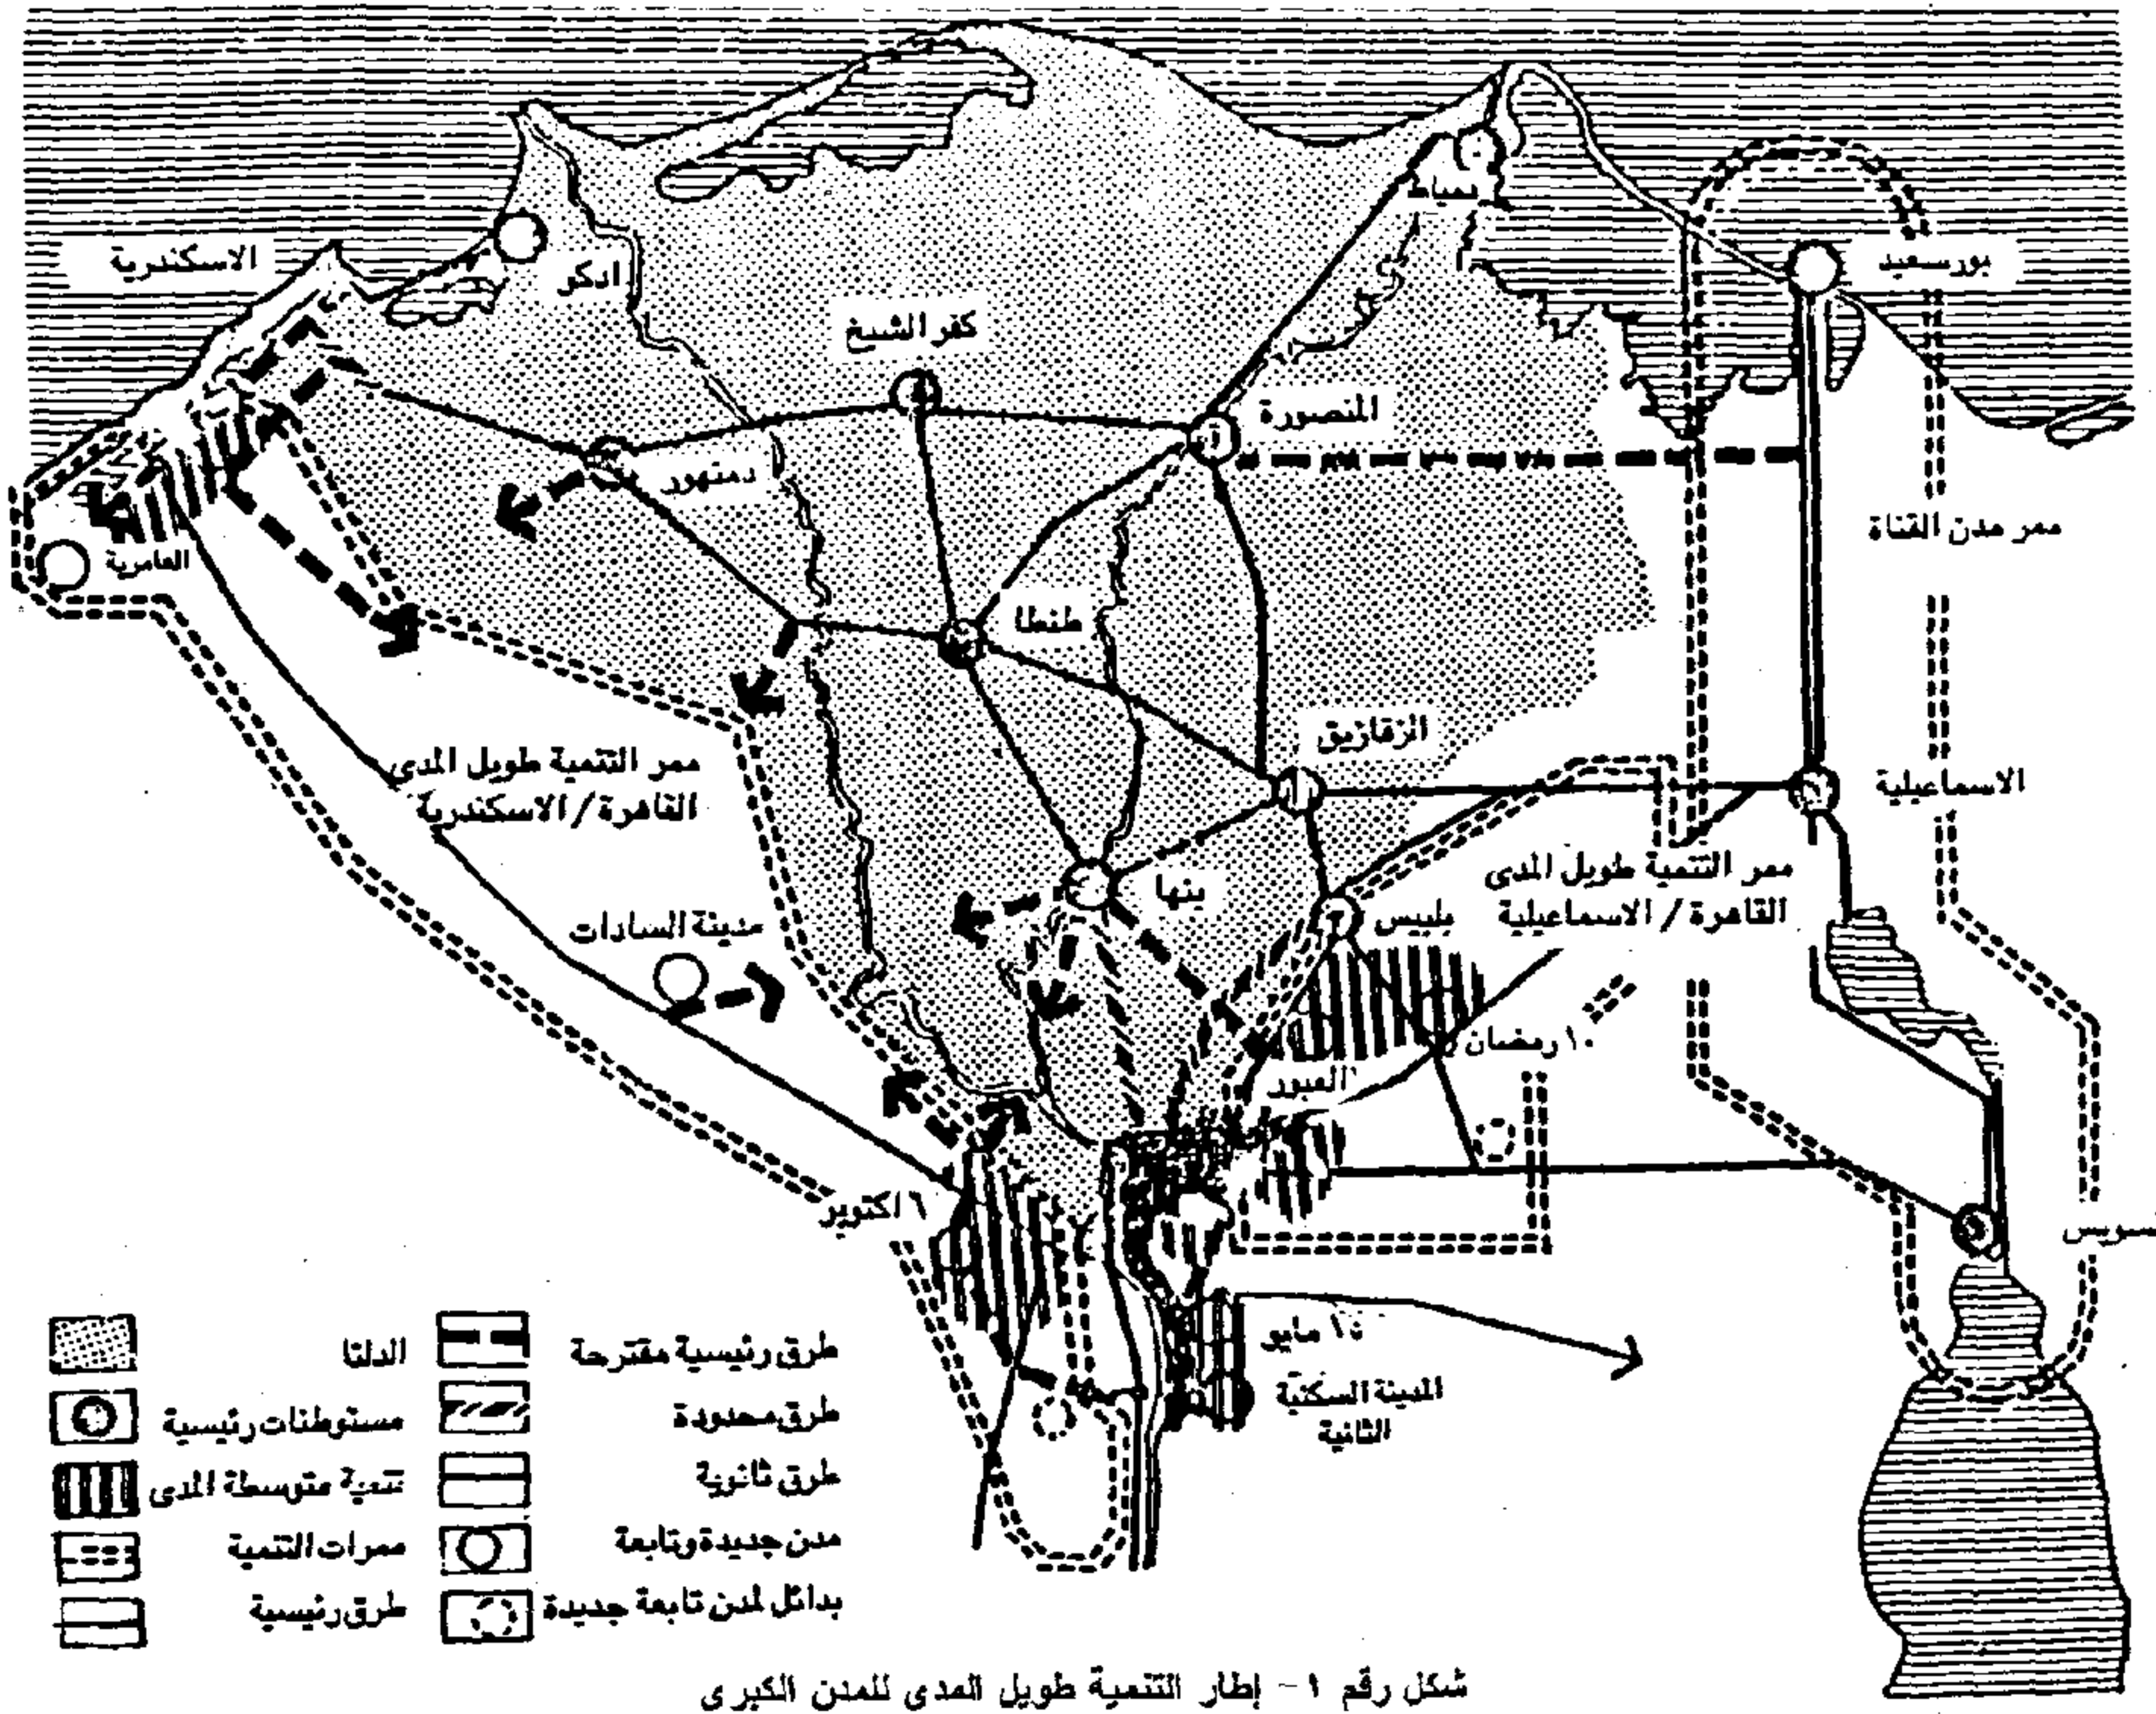 الاسكندرية
ادكو
دمياط
بورسعيد
كفر الشيخ
المنصورة
دمنهور
العامرية
ممر مدن القناة
طنطا
الزقازيق
الاسماعيلية
ممر التنمية طويل المدى
القاهرة/الاسكندرية
بنها
بلبيس
ممر التنمية طويل المدى
القاهرة/الاسماعيلية
مدينة السادات
١٠ رمضان
العبور
٦ اكتوبر
سويس
١٥ مايو
المدينة السكنية
الثانية
الدلتا
مستوطنات رئيسية
تنمية متوسطة المدى
ممرات التنمية
طرق رئيسية
طرق رئيسية مقترحة
طرق محدودة
طرق ثانوية
مدن جديدة وتابعة
بدائل لمدن تابعة جديدة
شكل رقم ١- إطار التنمية طويل المدى للمدن الكبرى